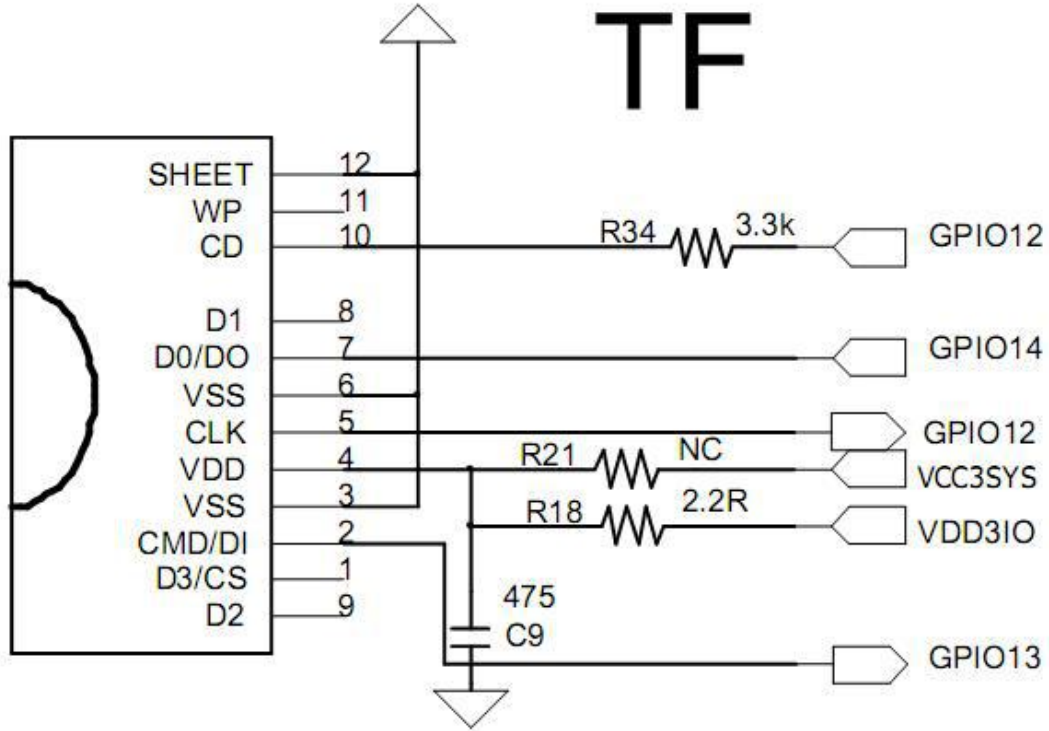 TF
SHEET 12
WP 11
CD 10 R34 3.3k GPIO12
D1 8
D0/DO 7 GPIO14
VSS 6
CLK 5 GPIO12
VDD 4 R21 NC VCC3SYS
VSS 3 R18 2.2R VDD3IO
CMD/DI 2
D3/CS 1
D2 9
475
C9
GPIO13